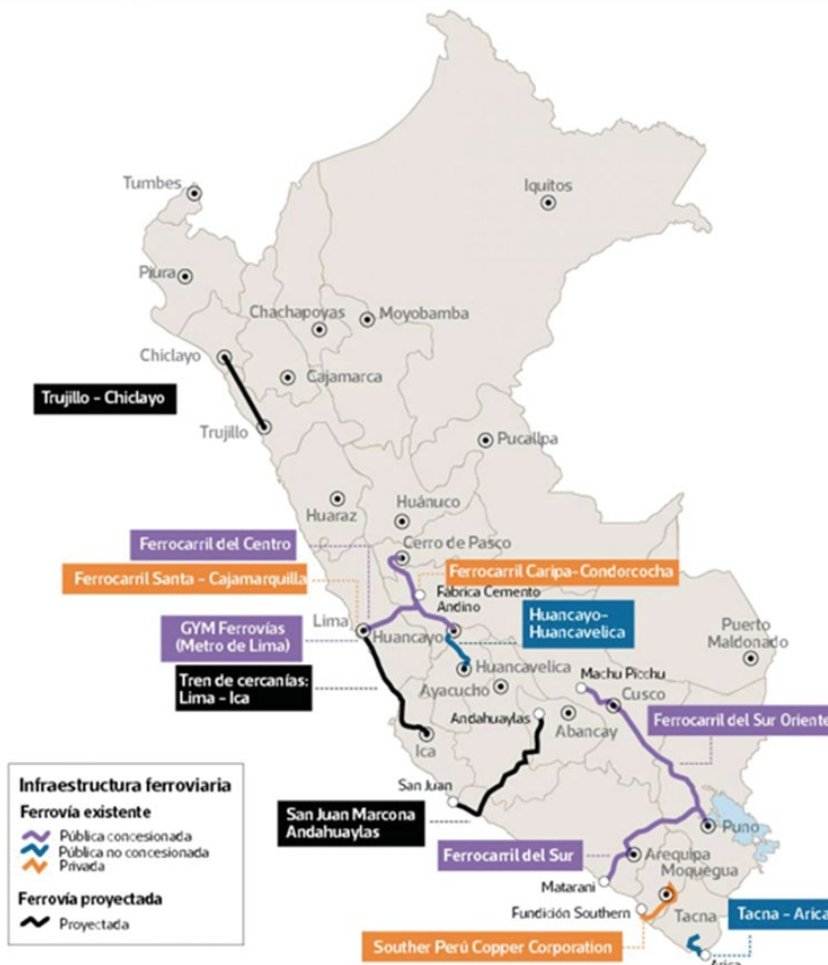 Tumbes
Iquitos
Piura
Chachapoyas
Moyobamba
Chiclayo
Cajamarca
Trujillo - Chiclayo
Trujillo
Pucallpa
Huaraz
Huánuco
Ferrocarril del Centro
Cerro de Pasco
Ferrocarril Santa - Cajamarquilla
Ferrocarril Caripa-Condorcocha
Fábrica Cemento
Andino
Lima
GYM Ferrovías
(Metro de Lima)
Huancayo
Huancayo-
Huancavelica
Puerto
Maldonado
Tren de cercanías:
Lima - Ica
Huancavelica
Ayacucho
Machu Picchu
Cusco
Andahuaylas
Abancay
Ferrocarril del Sur Oriente
Ica
San Juan
San Juan Marcona
Andahuaylas
Puno
Ferrocarril del Sur
Arequipa
Moquegua
Matarani
Fundición Southern
Tacna
Tacna - Arica
Souther Perú Copper Corporation
Arica
Infraestructura ferroviaria
Ferrovía existente
Pública concesionada
Pública no concesionada
Privada
Ferrovía proyectada
Proyectada